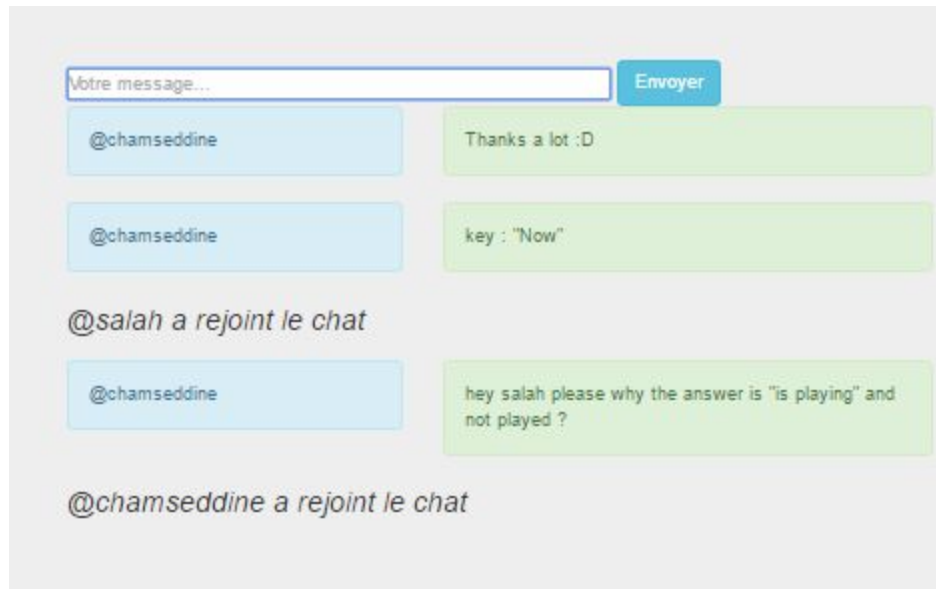 Votre message...
Envoyer
@chamseddine
Thanks a lot :D
@chamseddine
key : "Now"
@salah a rejoint le chat
@chamseddine
hey salah please why the answer is "is playing" and
not played ?
@chamseddine a rejoint le chat